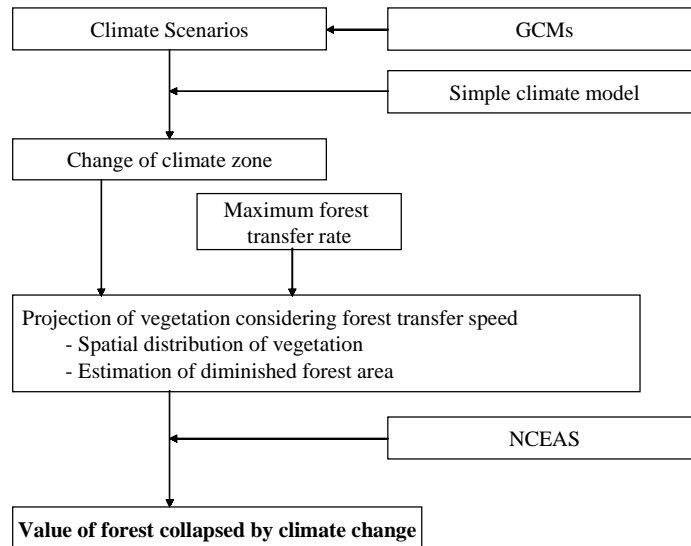 Climate Scenarios
GCMs
Simple climate model
Change of climate zone
Maximum forest
transfer rate
Projection of vegetation considering forest transfer speed
- Spatial distribution of vegetation
- Estimation of diminished forest area
NCEAS
Value of forest collapsed by climate change